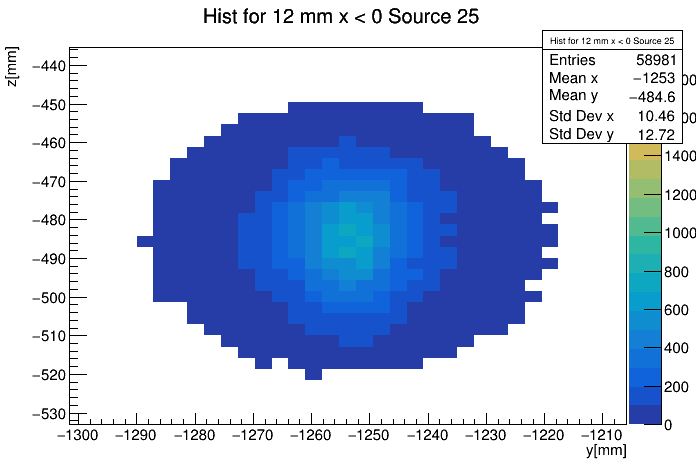 Hist for 12 mm x < 0 Source 25
z[mm]
Hist for 12 mm x < 0 Source 25
Entries 58981
Mean x −1253
Mean y −484.6
Std Dev x 10.46
Std Dev y 12.72
−440
−450
−460
−470
−480
−490
−500
−510
−520
−530
1400
1200
1000
800
600
400
200
0
−1300 −1290 −1280 −1270 −1260 −1250 −1240 −1230 −1220 −1210
y[mm]